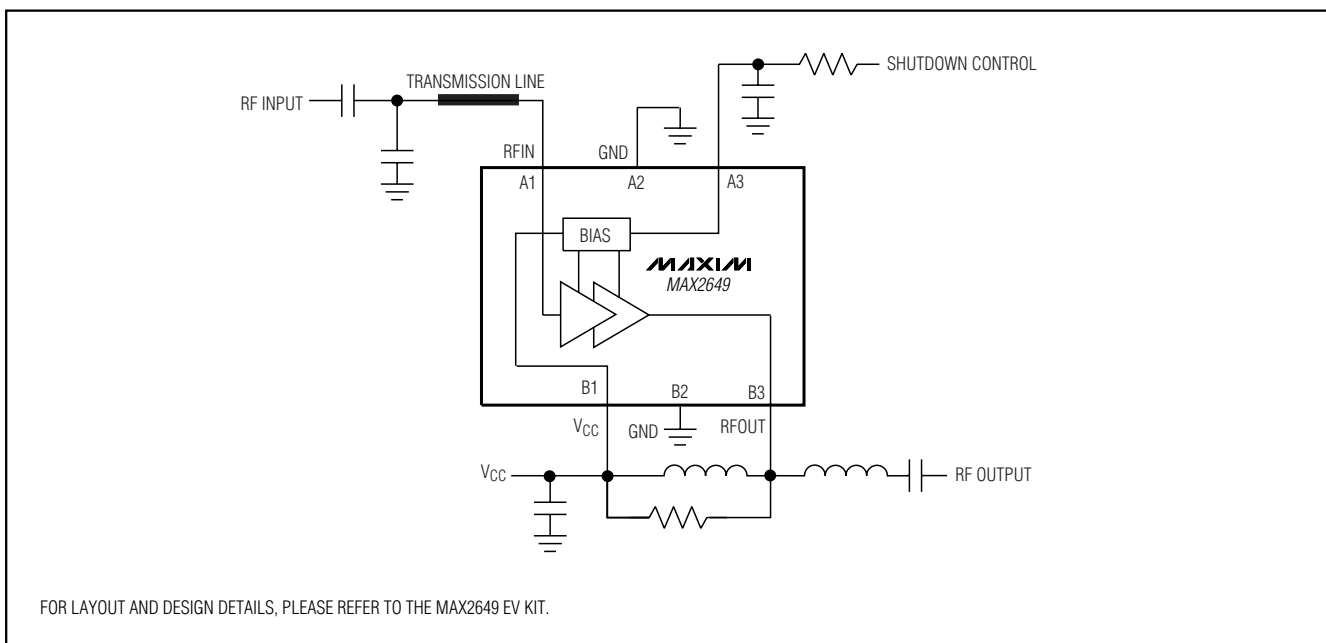 SHUTDOWN CONTROL
TRANSMISSION LINE
RF INPUT
RFIN
GND
A1
A2
A3
BIAS
MAXIM
MAX2649
B1
B2
B3
VCC
GND
RFOUT
VCC
RF OUTPUT
FOR LAYOUT AND DESIGN DETAILS, PLEASE REFER TO THE MAX2649 EV KIT.